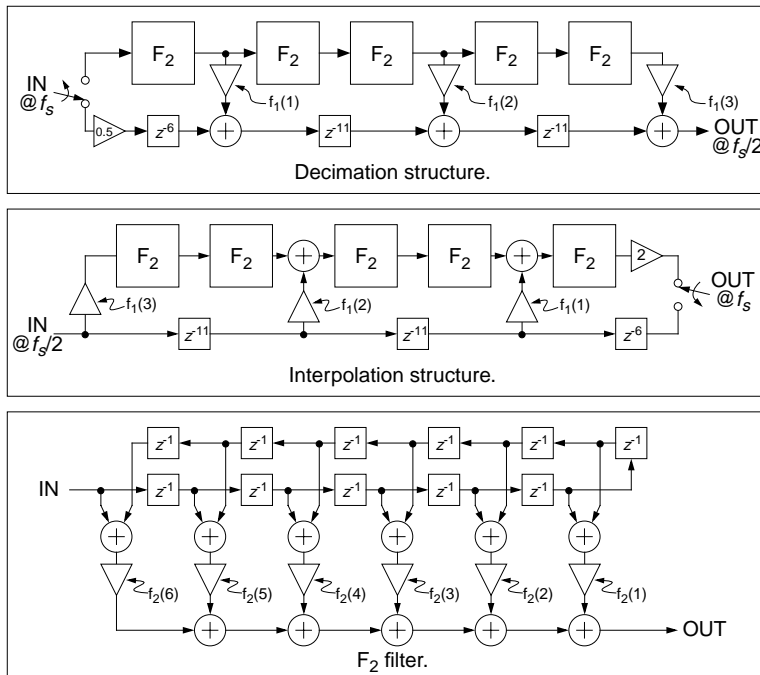 F₂ F₂ F₂ F₂ F₂
IN @fₛ
f₁(1) f₁(2) f₁(3)
0.5 z⁻⁶ + z⁻¹¹ + z⁻¹¹ + OUT @fₛ/2
Decimation structure.
F₂ F₂ + F₂ F₂ + F₂ 2
f₁(3) f₁(2) f₁(1) OUT @fₛ
IN @fₛ/2 z⁻¹¹ z⁻¹¹ z⁻⁶
Interpolation structure.
z⁻¹ z⁻¹ z⁻¹ z⁻¹ z⁻¹ z⁻¹
IN z⁻¹ z⁻¹ z⁻¹ z⁻¹ z⁻¹
+ + + + + +
f₂(6) f₂(5) f₂(4) f₂(3) f₂(2) f₂(1)
+ + + + + OUT
F₂ filter.